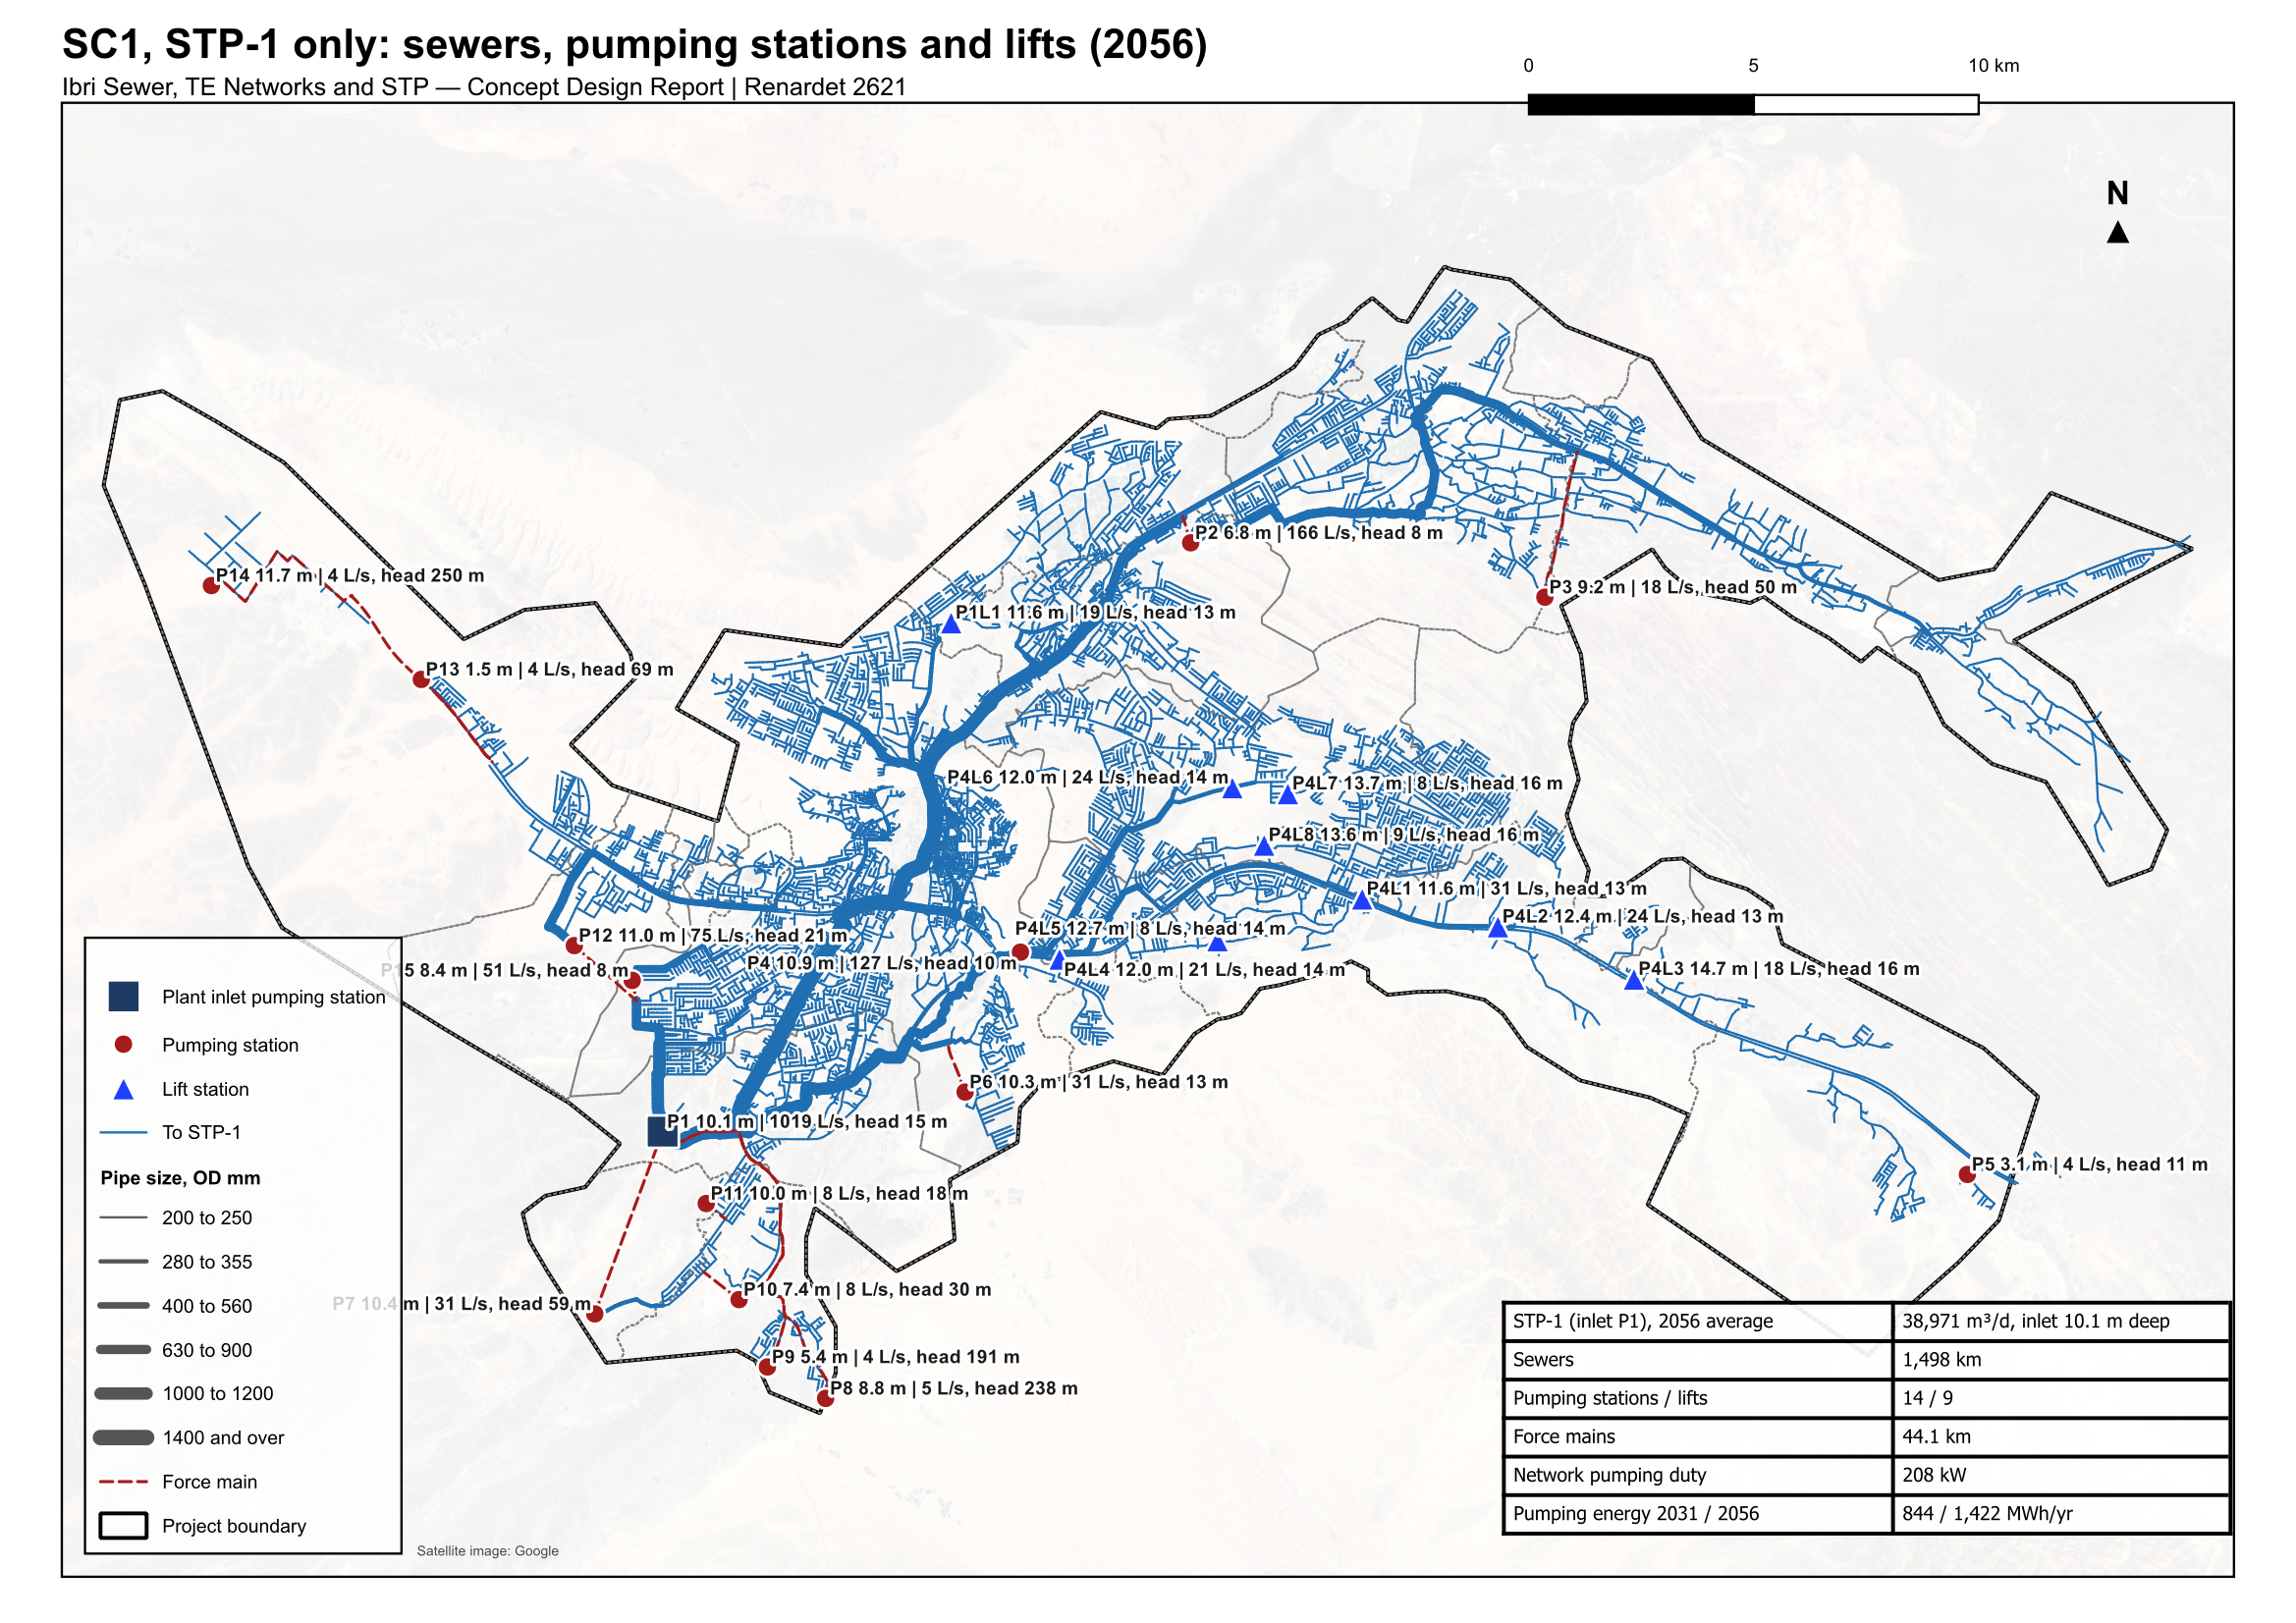 SC1, STP-1 only: sewers, pumping stations and lifts (2056)
Ibri Sewer, TE Networks and STP — Concept Design Report | Renardet 2621
0 5 10 km
N
P2 6.8 m | 166 L/s, head 8 m
P14 11.7 m | 4 L/s, head 250 m
P3 9.2 m | 18 L/s, head 50 m
P1L1 11.6 m | 19 L/s, head 13 m
P13 1.5 m | 4 L/s, head 69 m
P4L6 12.0 m | 24 L/s, head 14 m
P4L7 13.7 m | 8 L/s, head 16 m
P4L8 13.6 m | 9 L/s, head 16 m
P4L1 11.6 m | 31 L/s, head 13 m
P4L2 12.4 m | 24 L/s, head 13 m
P4L5 12.7 m | 8 L/s, head 14 m
P12 11.0 m | 75 L/s, head 21 m
P4 10.9 m | 127 L/s, head 10 m
P4L4 12.0 m | 21 L/s, head 14 m
P4L3 14.7 m | 18 L/s, head 16 m
P15 8.4 m | 51 L/s, head 8 m
P6 10.3 m | 31 L/s, head 13 m
P1 10.1 m | 1019 L/s, head 15 m
P5 3.1 m | 4 L/s, head 11 m
P11 10.0 m | 8 L/s, head 18 m
P10 7.4 m | 8 L/s, head 30 m
P7 10.4 m | 31 L/s, head 59 m
P9 5.4 m | 4 L/s, head 191 m
P8 8.8 m | 5 L/s, head 238 m
Plant inlet pumping station
Pumping station
Lift station
To STP-1
Pipe size, OD mm
200 to 250
280 to 355
400 to 560
630 to 900
1000 to 1200
1400 and over
Force main
Project boundary
Satellite image: Google
STP-1 (inlet P1), 2056 average 38,971 m³/d, inlet 10.1 m deep
Sewers 1,498 km
Pumping stations / lifts 14 / 9
Force mains 44.1 km
Network pumping duty 208 kW
Pumping energy 2031 / 2056 844 / 1,422 MWh/yr